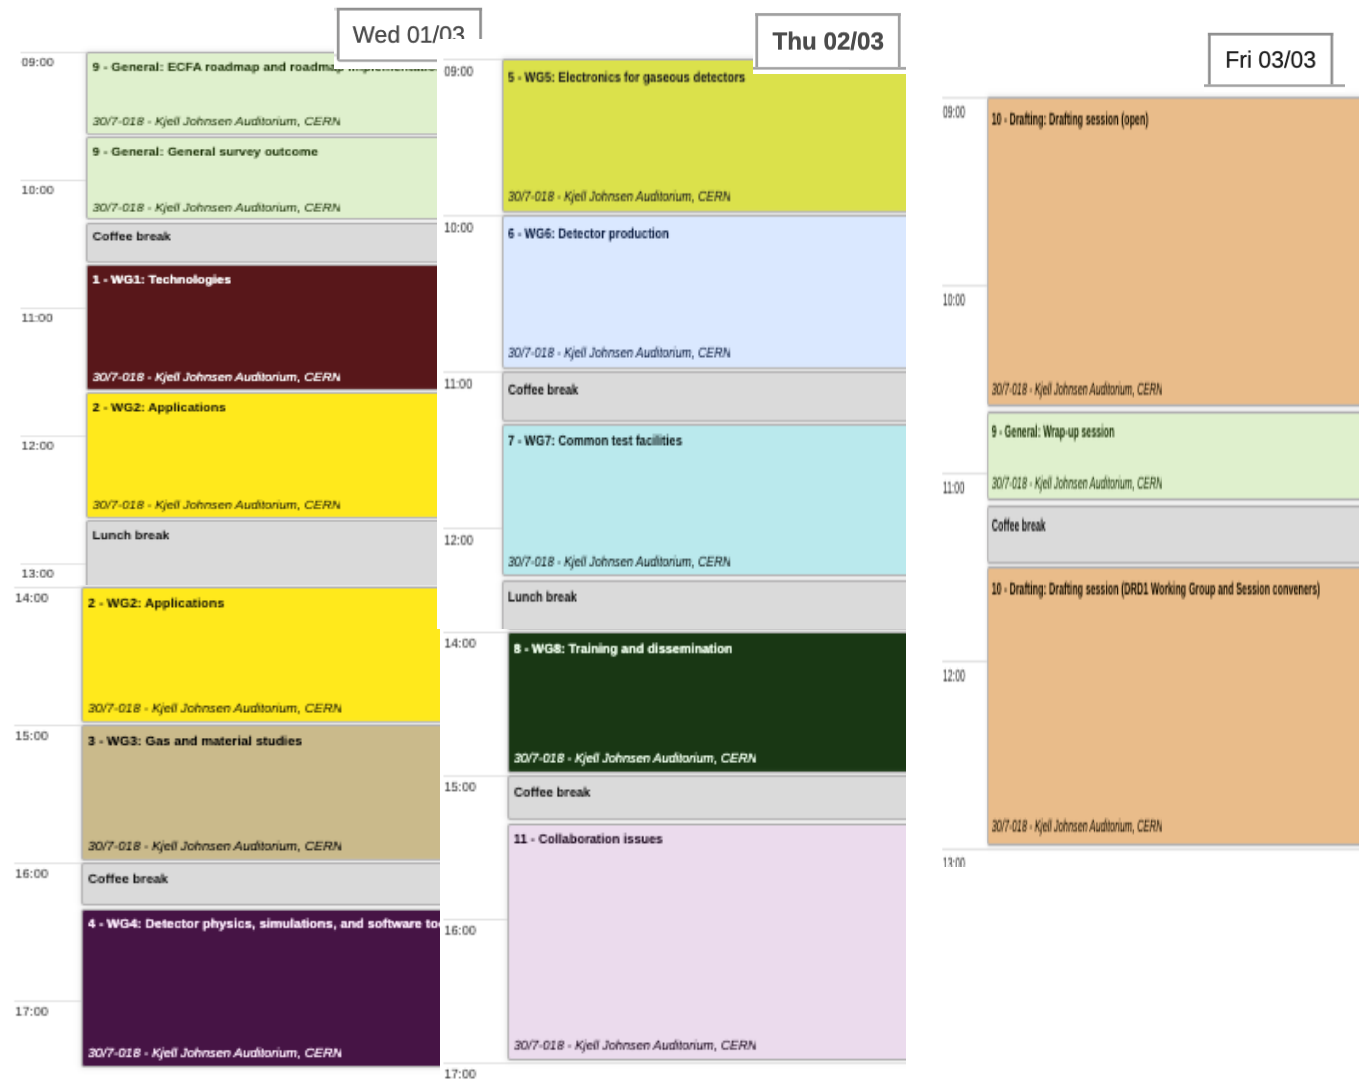 Wed 01/03
09:00
9 - General: ECFA roadmap and roadmap
30/7-018 - Kjell Johnsen Auditorium, CERN
9 - General: General survey outcome
10:00
30/7-018 - Kjell Johnsen Auditorium, CERN
Coffee break
1 - WG1: Technologies
11:00
30/7-018 - Kjell Johnsen Auditorium, CERN
2 - WG2: Applications
12:00
30/7-018 - Kjell Johnsen Auditorium, CERN
Lunch break
13:00
14:00
2 - WG2: Applications
30/7-018 - Kjell Johnsen Auditorium, CERN
15:00
3 - WG3: Gas and material studies
30/7-018 - Kjell Johnsen Auditorium, CERN
16:00
Coffee break
4 - WG4: Detector physics, simulations, and software to
17:00
30/7-018 - Kjell Johnsen Auditorium, CERN
Thu 02/03
09:00
5 - WG5: Electronics for gaseous detectors
30/7-018 - Kjell Johnsen Auditorium, CERN
10:00
6 - WG6: Detector production
30/7-018 - Kjell Johnsen Auditorium, CERN
11:00
Coffee break
7 - WG7: Common test facilities
12:00
30/7-018 - Kjell Johnsen Auditorium, CERN
Lunch break
14:00
8 - WG8: Training and dissemination
30/7-018 - Kjell Johnsen Auditorium, CERN
15:00
Coffee break
11 - Collaboration issues
16:00
30/7-018 - Kjell Johnsen Auditorium, CERN
17:00
Fri 03/03
09:00
10 - Drafting: Drafting session (open)
10:00
30/7-018 - Kjell Johnsen Auditorium, CERN
9 - General: Wrap-up session
30/7-018 - Kjell Johnsen Auditorium, CERN
11:00
Coffee break
10 - Drafting: Drafting session (DRD1 Working Group and Session conveners)
12:00
30/7-018 - Kjell Johnsen Auditorium, CERN
13:00